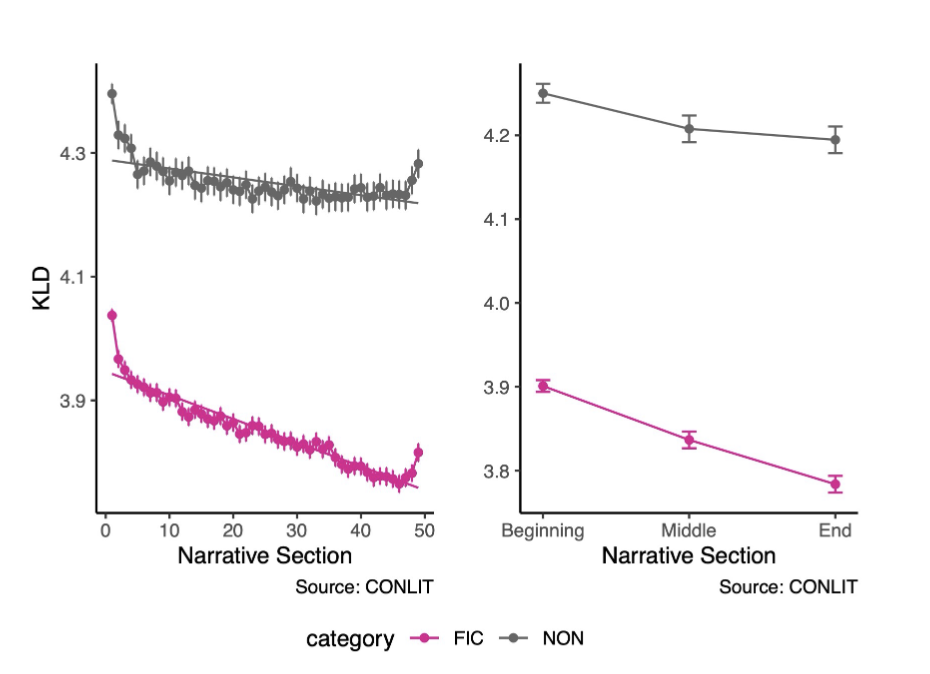 KLD
4.3
4.1
3.9
0 10 20 30 40 50
Narrative Section
Source: CONLIT
4.2
4.1
4.0
3.9
3.8
Beginning Middle End
Narrative Section
Source: CONLIT
category FIC NON